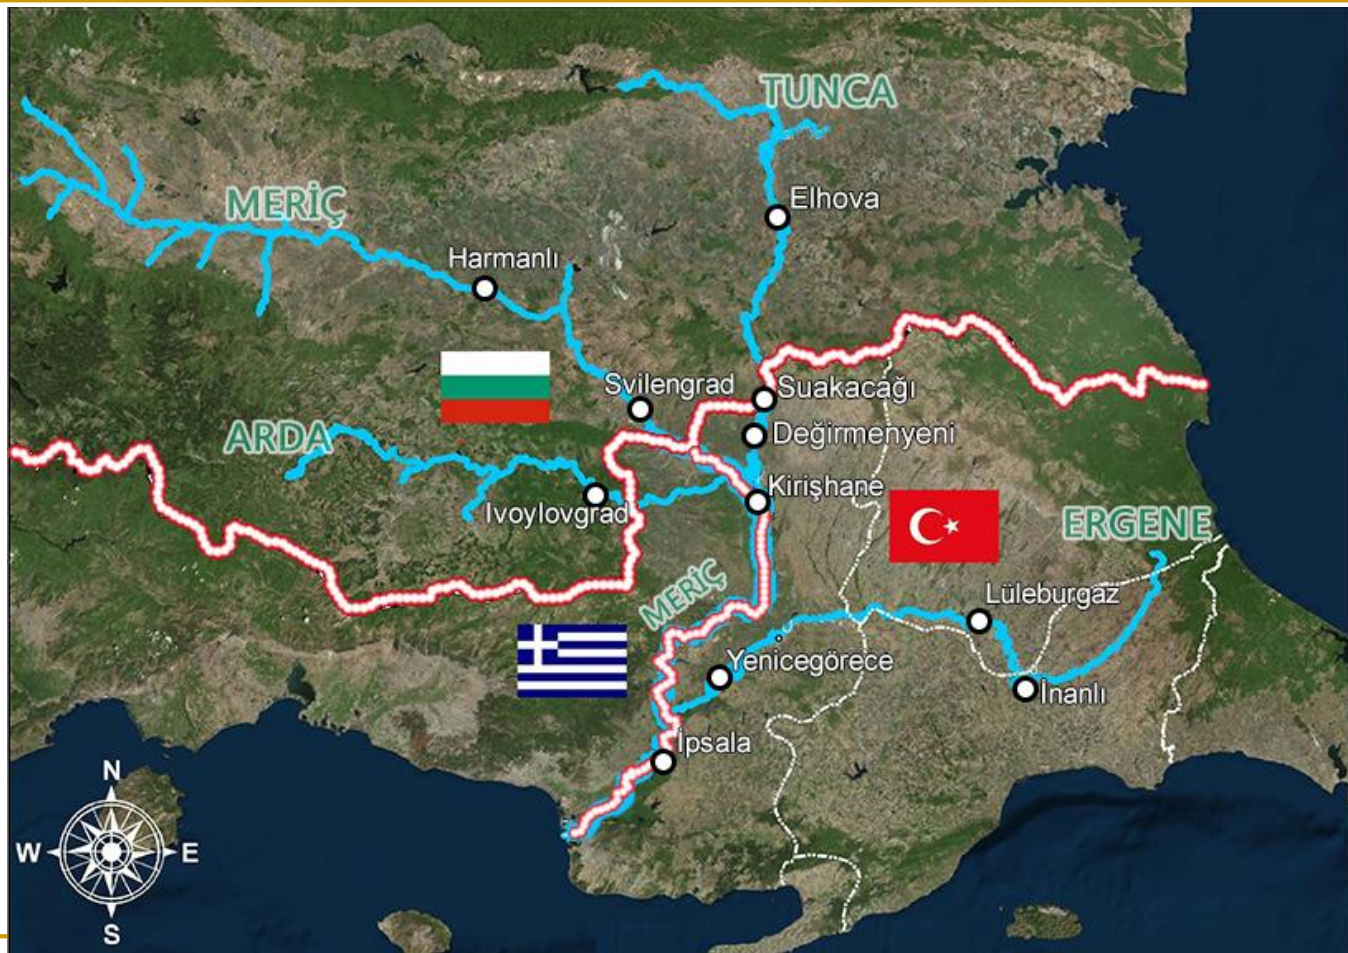 TUNCA
MERİÇ
Elhova
Harmanlı
Svilengrad
Suakacağı
ARDA
Değirmenyeni
Kirişhane
Ivoylovgrad
ERGENE
MERİÇ
Lüleburgaz
Yenicegörece
İnanlı
İpsala
N
W
E
S